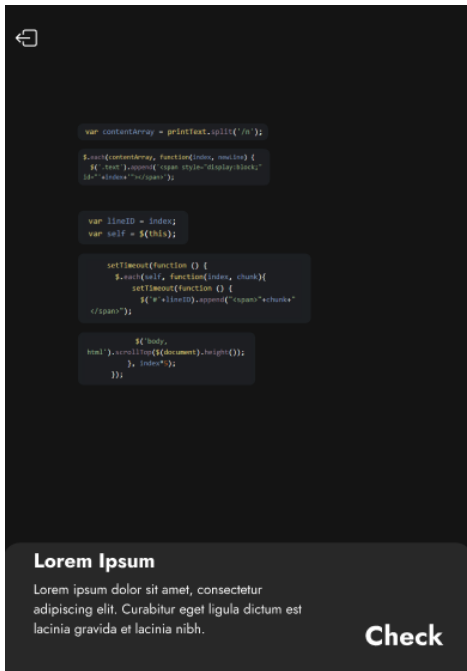 var contentArray = printText.split('/n');
$.each(contentArray, function(index, newLine) {
$('.text').append('<span style="display:block;"
id="'+index+'"></span>');
var lineID = index;
var self = $(this);
setTimeout(function () {
$.each(self, function(index, chunk){
setTimeout(function () {
$('#'+lineID).append("<span>"+chunk+"
</span>");
$('body,
html').scrollTop($(document).height());
}, index*5);
});
Lorem Ipsum
Lorem ipsum dolor sit amet, consectetur
adipiscing elit. Curabitur eget ligula dictum est
lacinia gravida et lacinia nibh.
Check